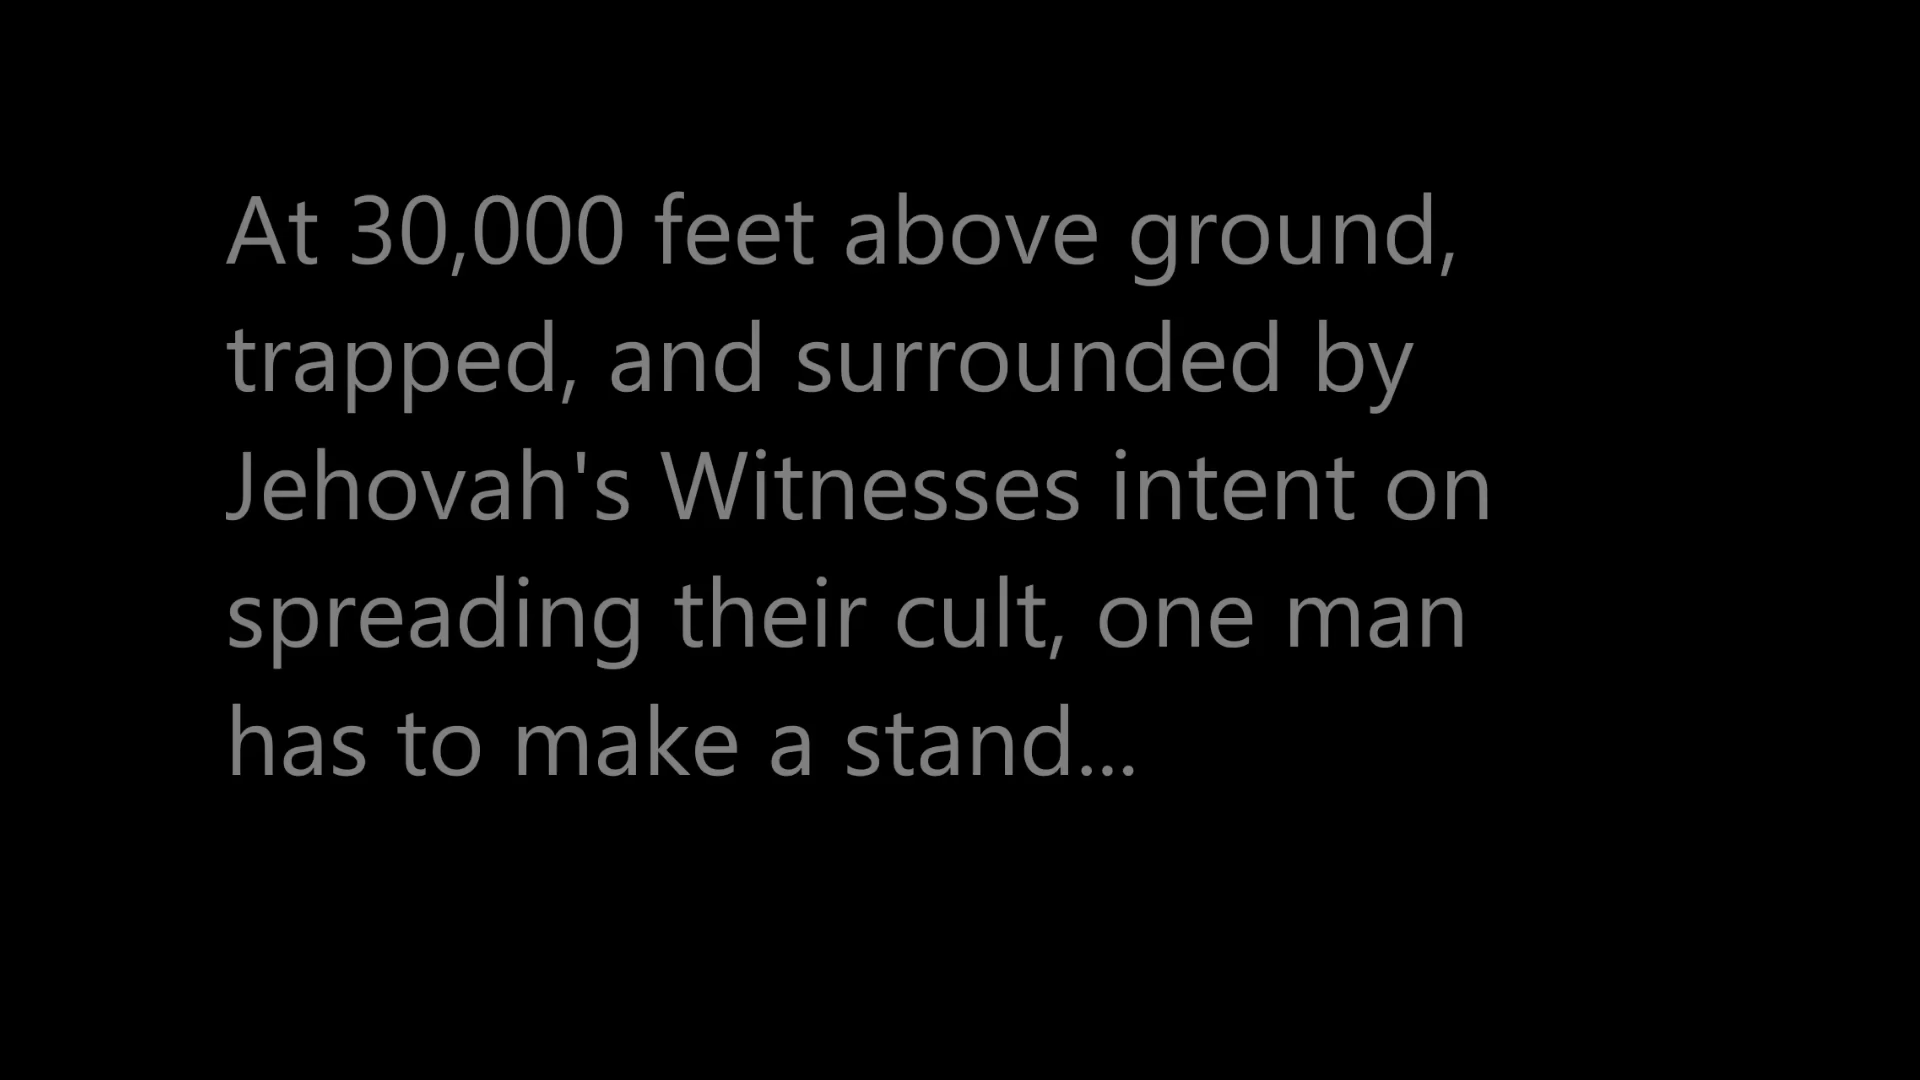 At 30,000 feet above ground,
trapped, and surrounded by
Jehovah's Witnesses intent on
spreading their cult, one man
has to make a stand...